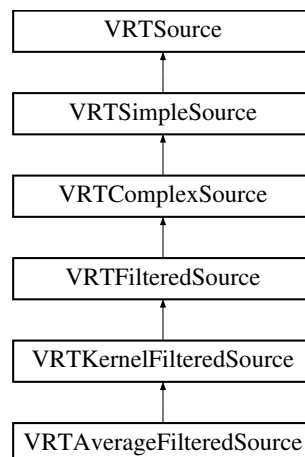 VRTSource
VRTSimpleSource
VRTComplexSource
VRTFilteredSource
VRTKernelFilteredSource
VRTAverageFilteredSource